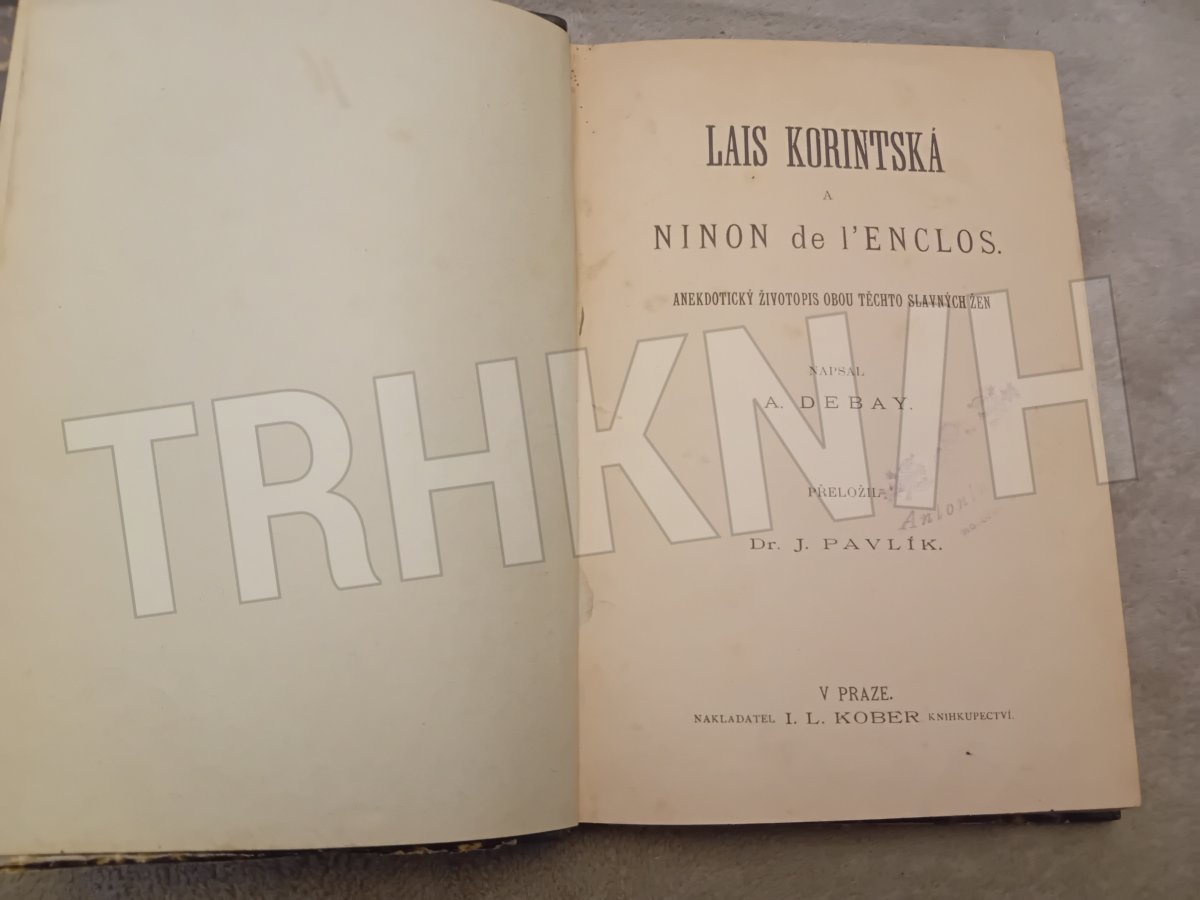 LAIS KORINTSKÁ
A
NINON de l'ENCLOS.
ANEKDOTICKÝ ŽIVOTOPIS OBOU TĚCHTO SLAVNÝCH ŽEN
NAPSAL
A. DEBAY.
PŘELOŽIL
Antonín
Dr. J. PAVLÍK.
V PRAZE.
NAKLADATEL I. L. KOBER KNIHKUPECTVÍ.
TRHKNIH